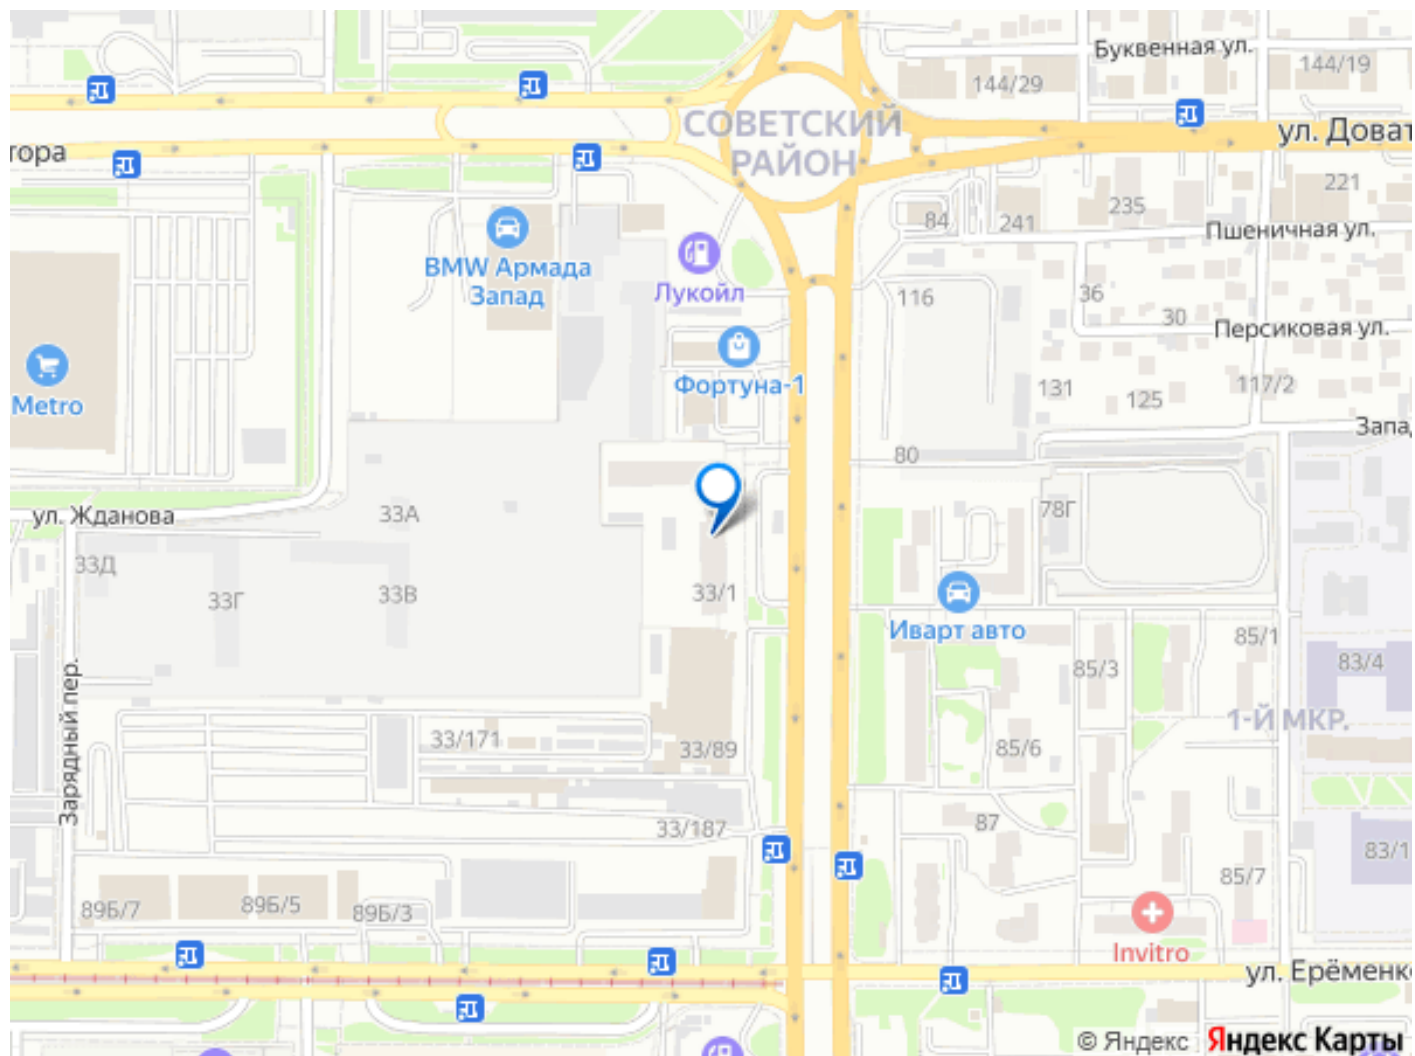 Буквенная ул.
144/29
144/19
СОВЕТСКИЙ
РАЙОН
ул. Доват
тора
221
235
84
241
Пшеничная ул.
BMW Армада
Запад
Лукойл
116
36
30
Персиковая ул.
Фортуна-1
Metro
131
125
117/2
Запад
80
ул. Жданова
33А
78Г
33Д
33Г
33В
33/1
Иварт авто
85/1
85/3
83/4
Зарядный пер.
1-Й МКР.
33/171
33/89
85/6
33/187
87
83/1
85/7
89Б/7
89Б/5
89Б/3
Invitro
ул. Ерёменко
© Яндекс
Яндекс Карты